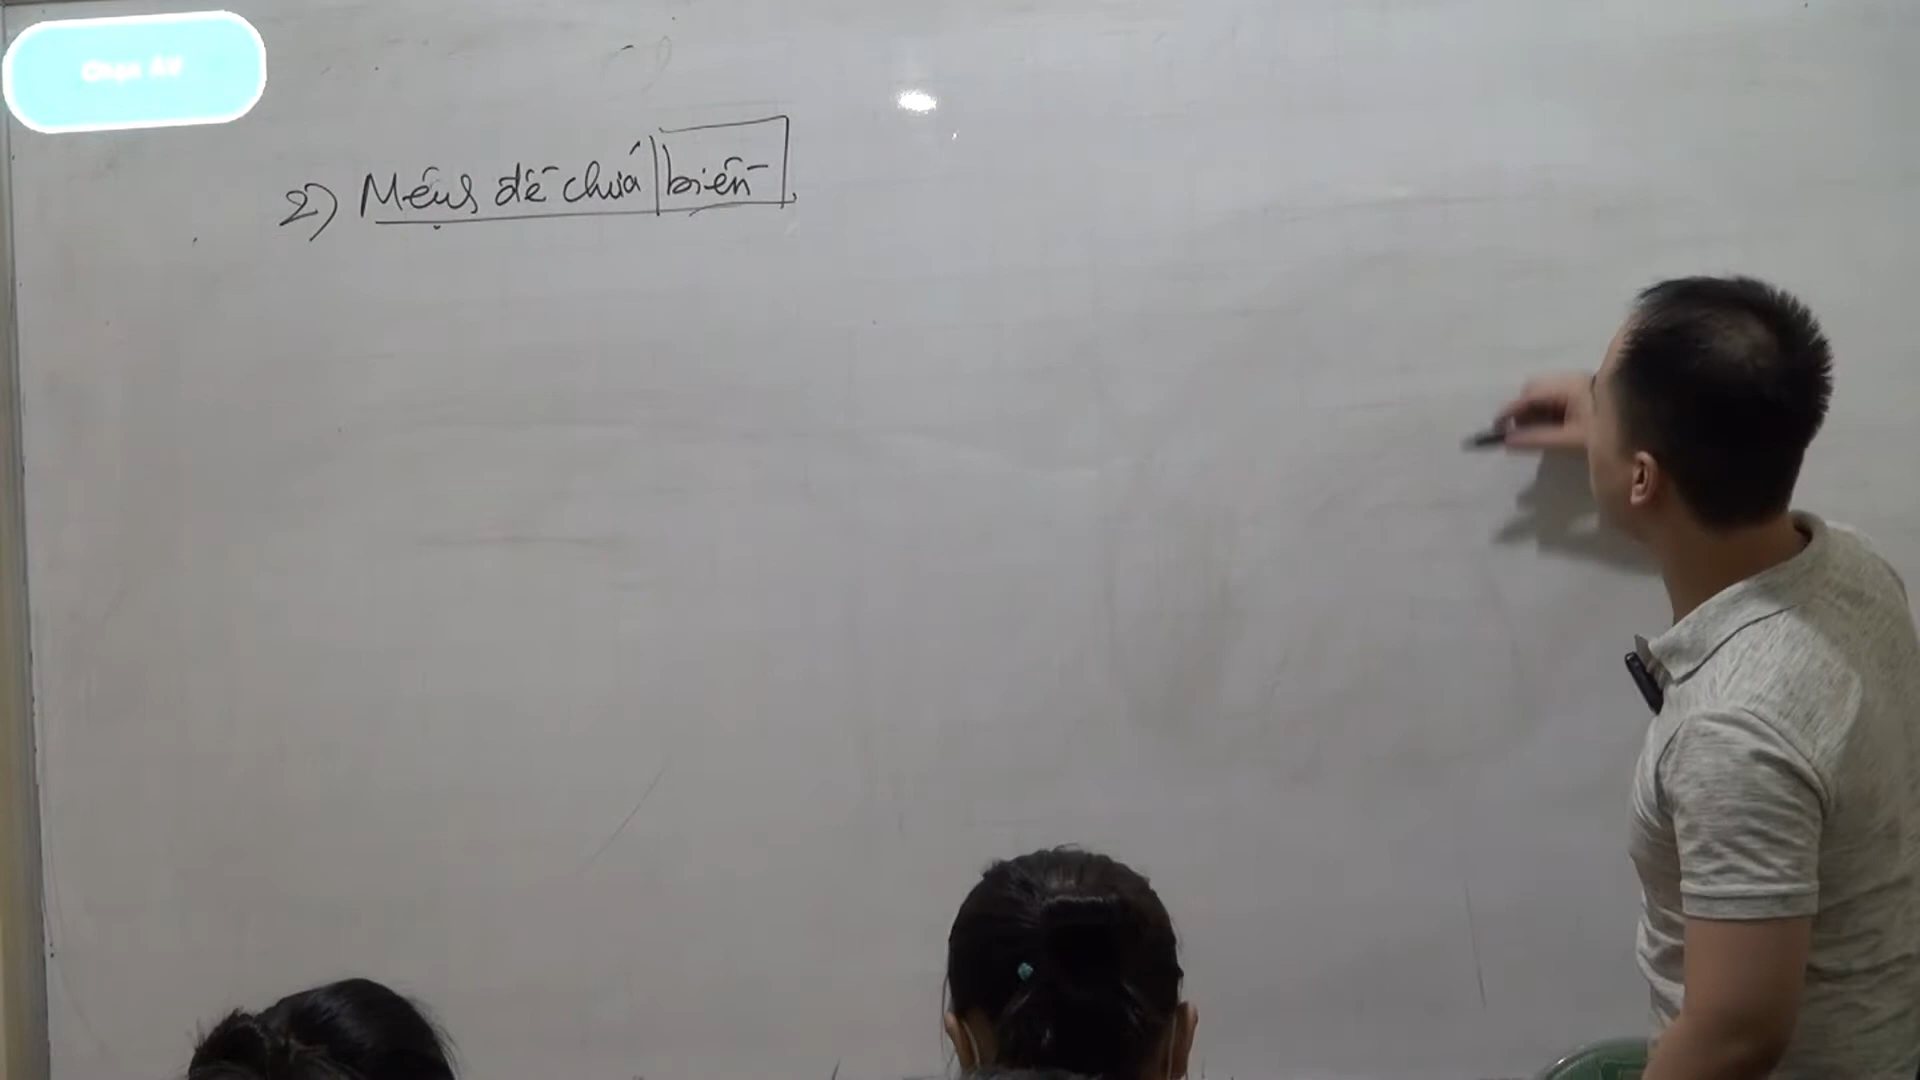 2) Mệnh đề chứa biến